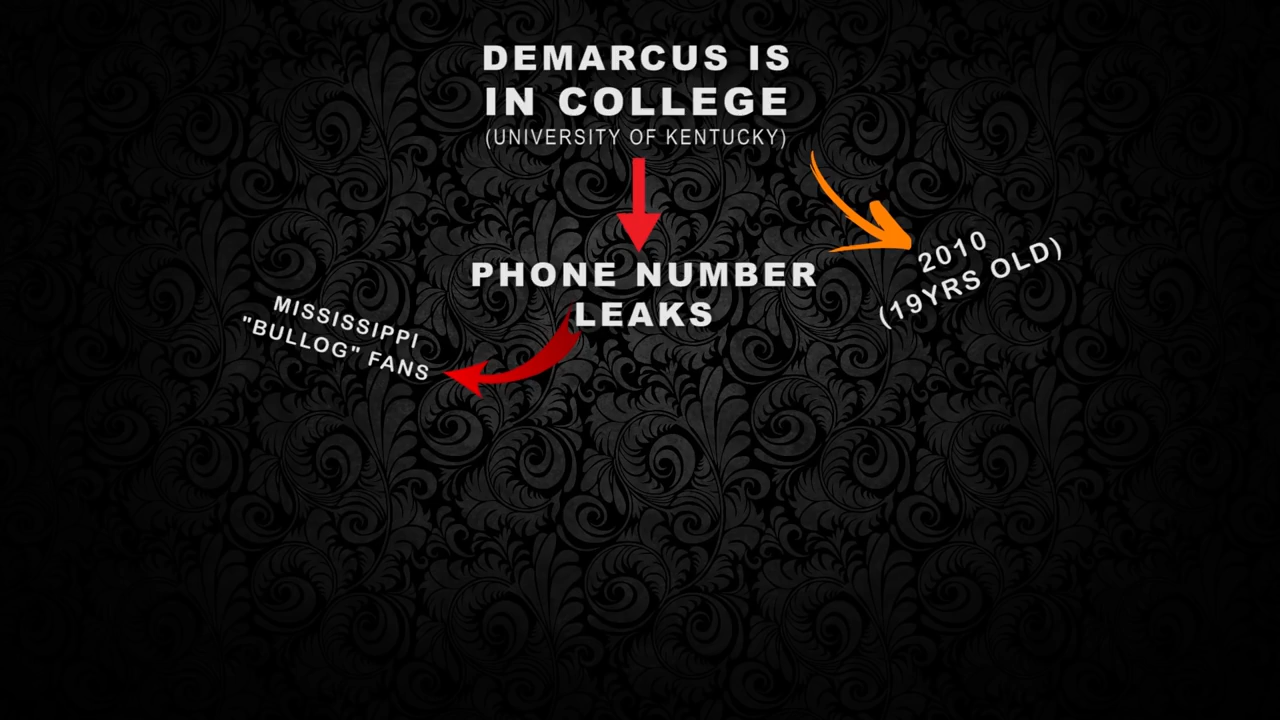 DEMARCUS IS
IN COLLEGE
(UNIVERSITY OF KENTUCKY)
2010
(19YRS OLD)
PHONE NUMBER
LEAKS
MISSISSIPPI
"BULLOG" FANS